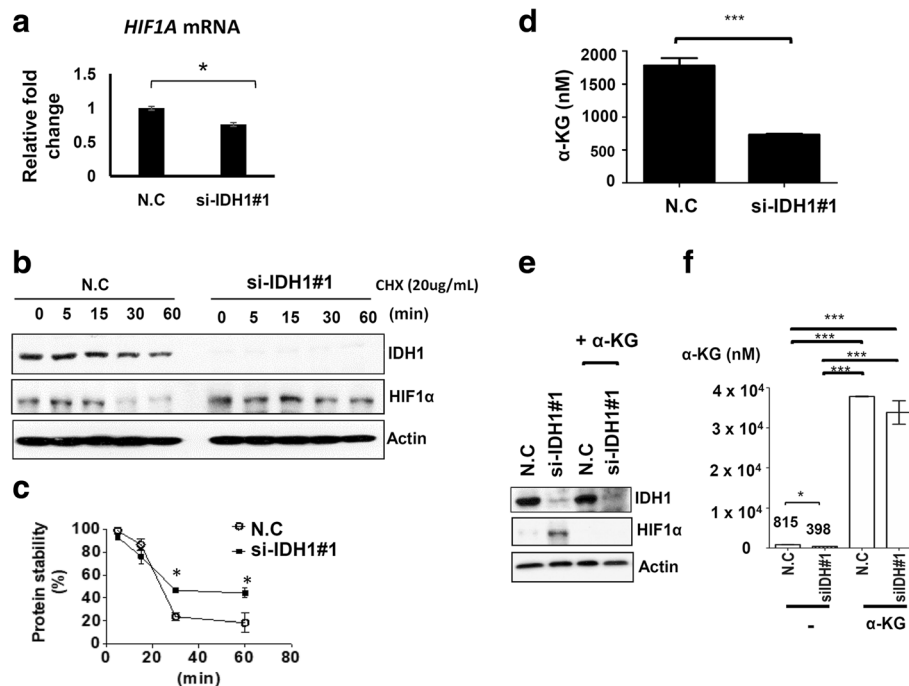 a
HIF1A mRNA
*
Relative fold
change
1.5
1
0.5
0
N.C
si-IDH1#1
b
N.C
si-IDH1#1
CHX (20ug/mL)
0 5 15 30 60
0 5 15 30 60
(min)
IDH1
HIF1α
Actin
c
Protein stability
(%)
100
80
60
40
20
0
N.C
si-IDH1#1
*
*
0 20 40 60 80
(min)
d
***
α-KG (nM)
2000
1500
1000
500
0
N.C
si-IDH1#1
e
+ α-KG
N.C
si-IDH1#1
N.C
si-IDH1#1
IDH1
HIF1α
Actin
f
***
***
***
***
α-KG (nM)
4 x 10⁴
3 x 10⁴
2 x 10⁴
1 x 10⁴
0
*
815
398
N.C
siIDH#1
N.C
siIDH#1
-
α-KG